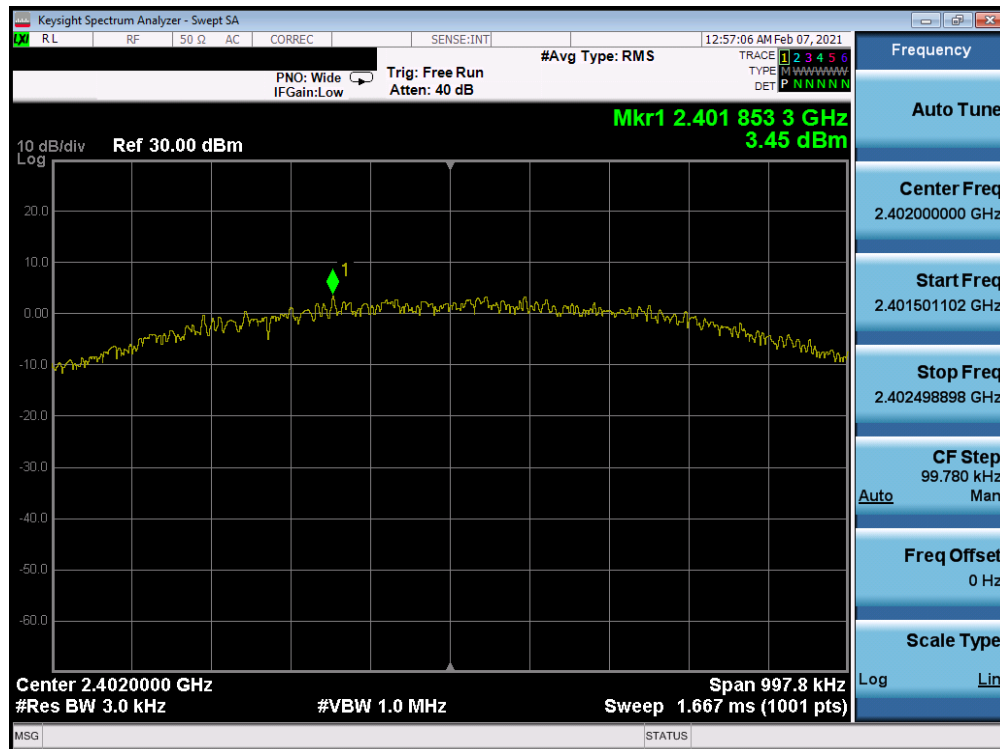 Keysight Spectrum Analyzer - Swept SA
LXI RL RF 50 Ω AC CORREC SENSE:INT 12:57:06 AM Feb 07, 2021
Frequency
#Avg Type: RMS
TRACE 1 2 3 4 5 6
TYPE M WWWWW
DET P N N N N N
PNO: Wide
IFGain:Low
Trig: Free Run
Atten: 40 dB
Auto Tune
Mkr1 2.401 853 3 GHz
3.45 dBm
10 dB/div Ref 30.00 dBm
Log
Center Freq
2.402000000 GHz
20.0
10.0
1
Start Freq
2.401501102 GHz
0.00
-10.0
Stop Freq
2.402498898 GHz
-20.0
-30.0
CF Step
99.780 kHz
Auto Man
-40.0
-50.0
Freq Offset
0 Hz
-60.0
Scale Type
Log Lin
Center 2.4020000 GHz Span 997.8 kHz
#Res BW 3.0 kHz #VBW 1.0 MHz Sweep 1.667 ms (1001 pts)
MSG STATUS